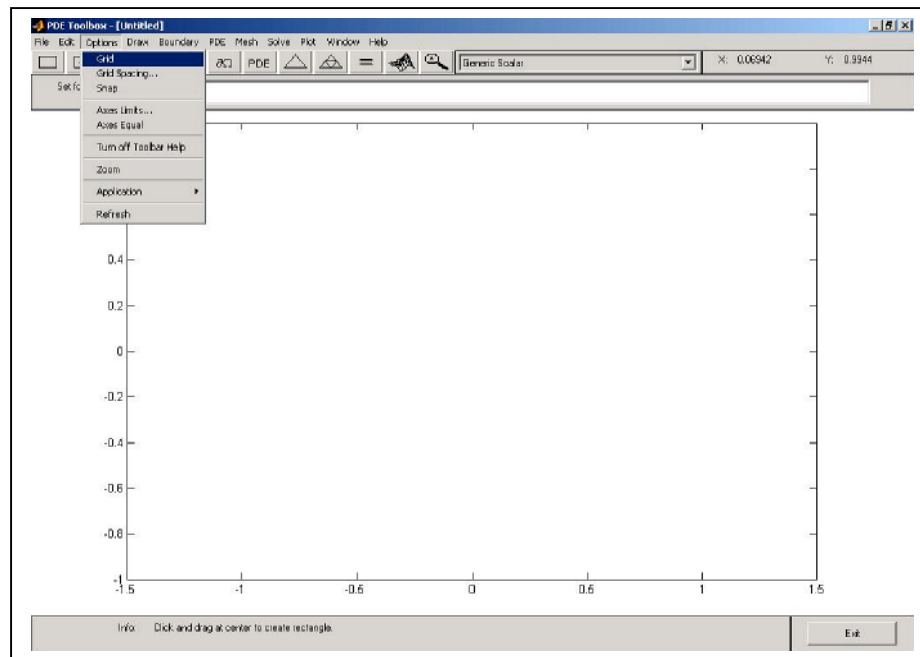 PDE Toolbox - [Untitled]
File Edit Options Draw Boundary PDE Mesh Solve Plot Window Help
Grid
Grid Spacing...
Snap
Axes Limits...
Axes Equal
Turn off Toolbar Help
Zoom
Application
Refresh
∂Ω PDE = Generic Scalar X: 0.06942 Y: 0.9944
Set fo
0.4
0.2
0
-0.2
-0.4
-0.6
-0.8
-1
-1.5 -1 -0.5 0 0.5 1 1.5
Info: Click and drag at center to create rectangle.
Exit